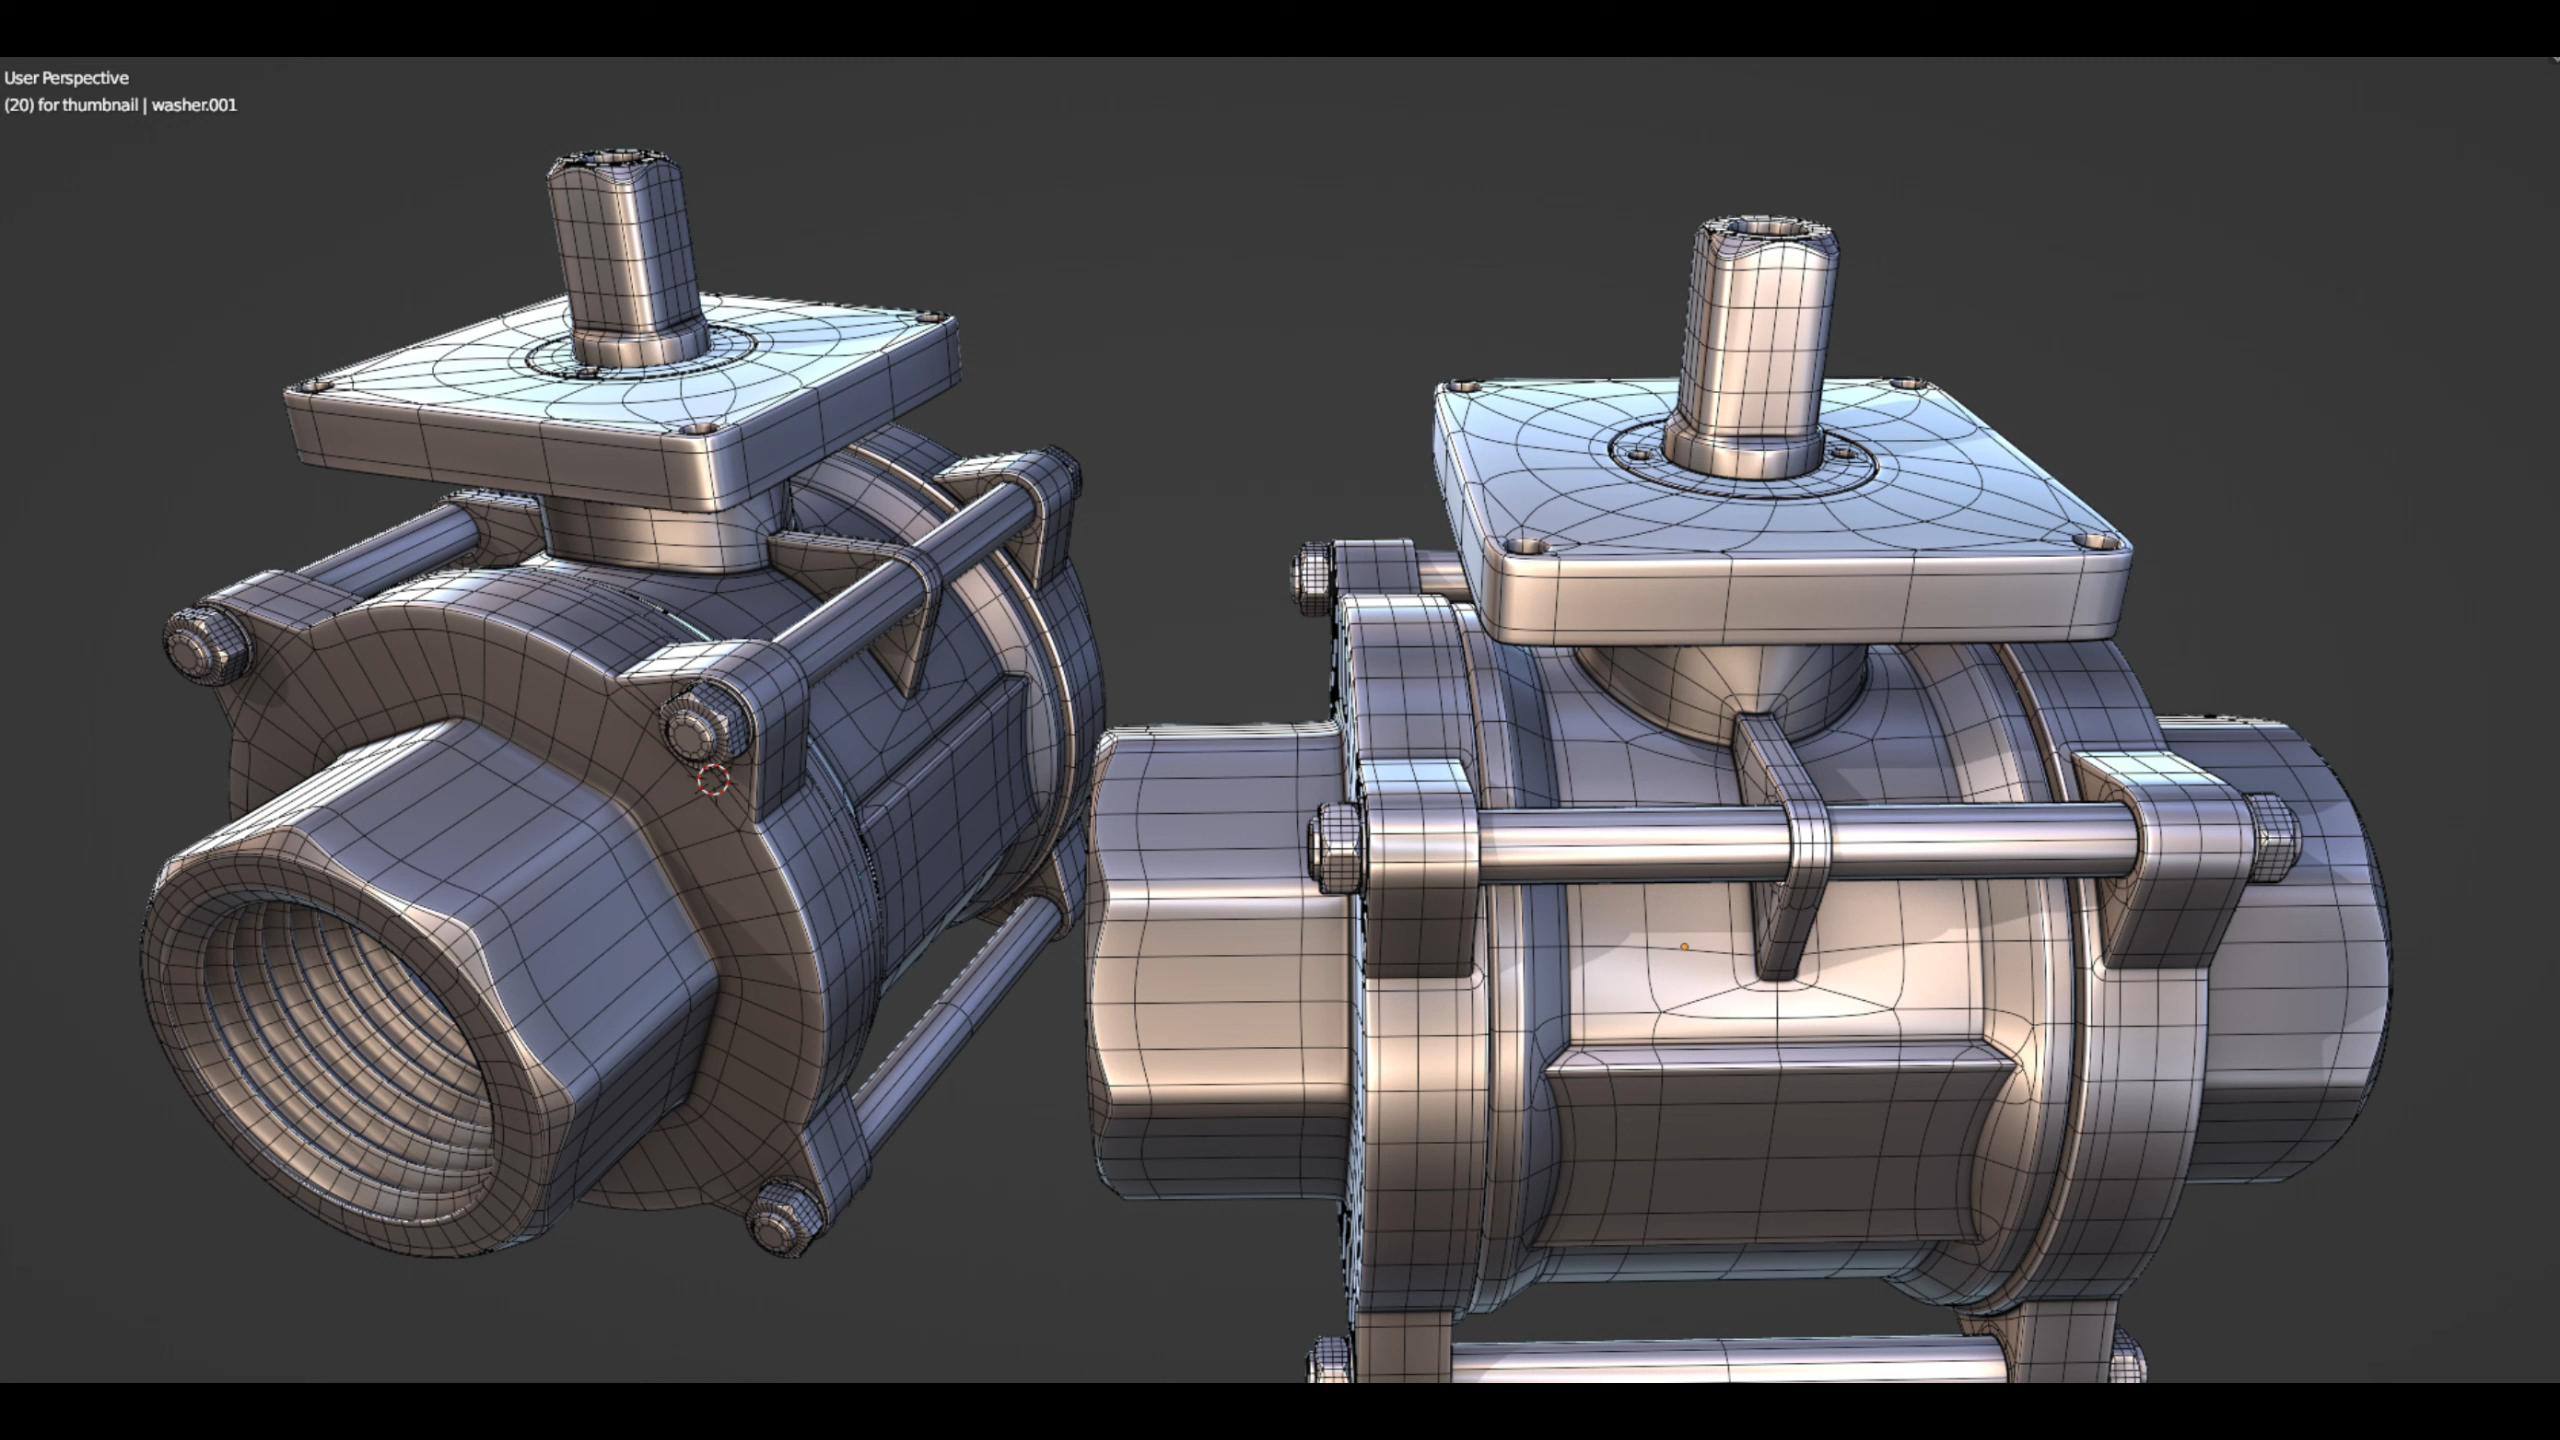 User Perspective
(20) for thumbnail | washer.001